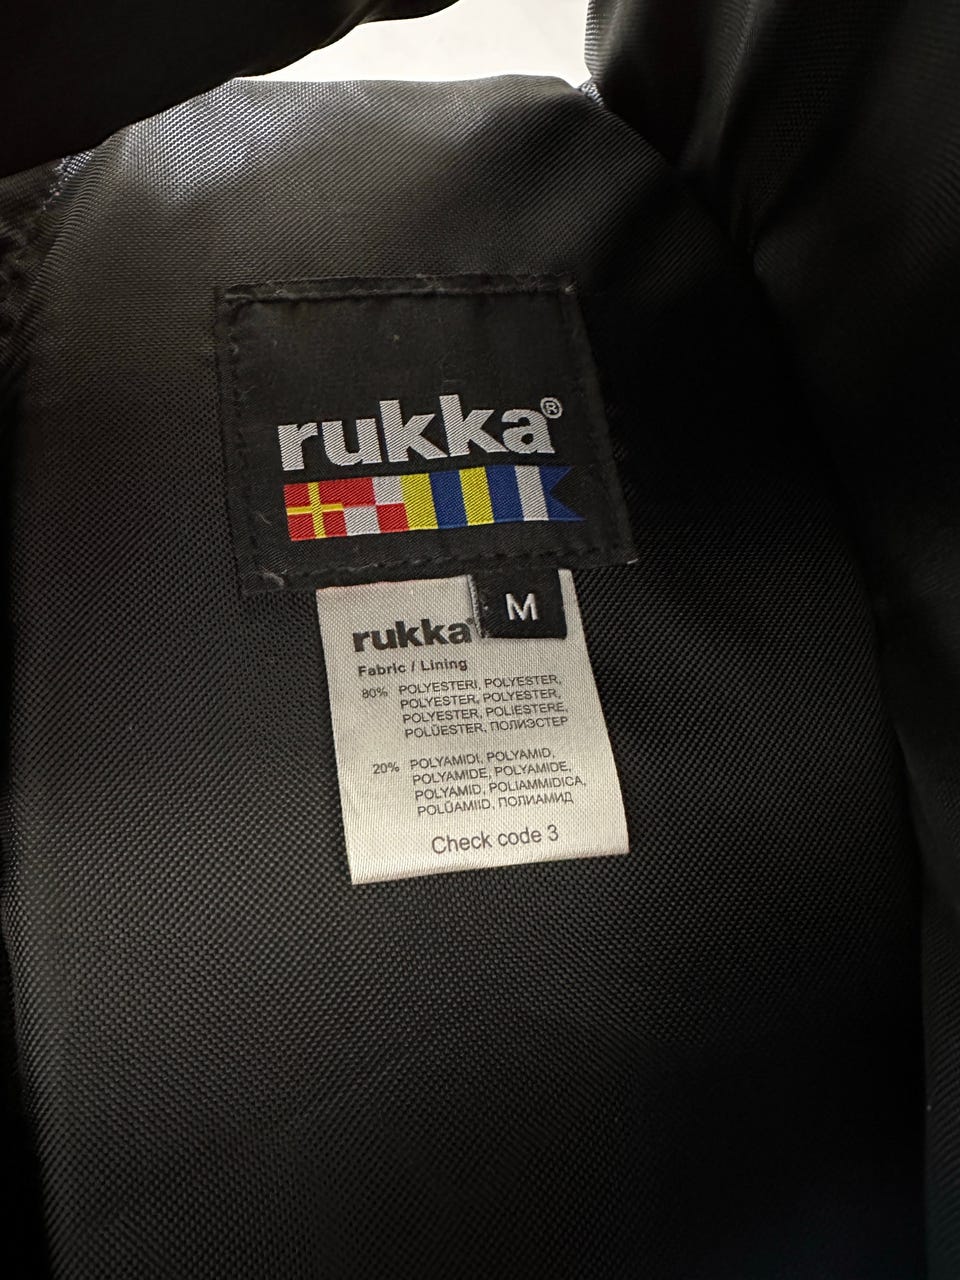 rukka®
M
rukka
Fabric / Lining
80% POLYESTERI, POLYESTER,
POLYESTER, POLYESTER,
POLYESTER, POLIESTERE,
POLÜESTER, ПОЛИЭСТЕР
20% POLYAMIDI, POLYAMID,
POLYAMIDE, POLYAMIDE,
POLYAMID, POLIAMMIDICA,
POLÜAMIID, ПОЛИАМИД
Check code 3